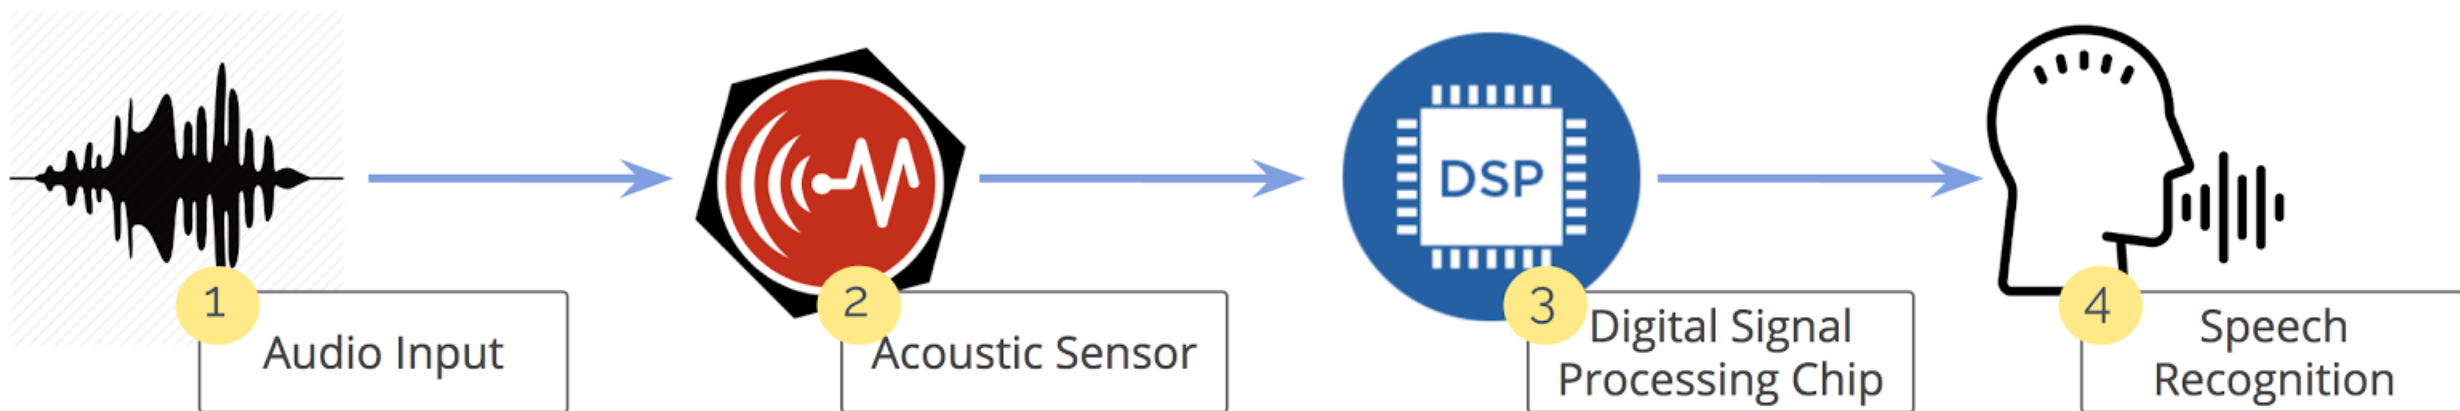 DSP
1
Audio Input
2
Acoustic Sensor
3
Digital Signal
Processing Chip
4
Speech
Recognition